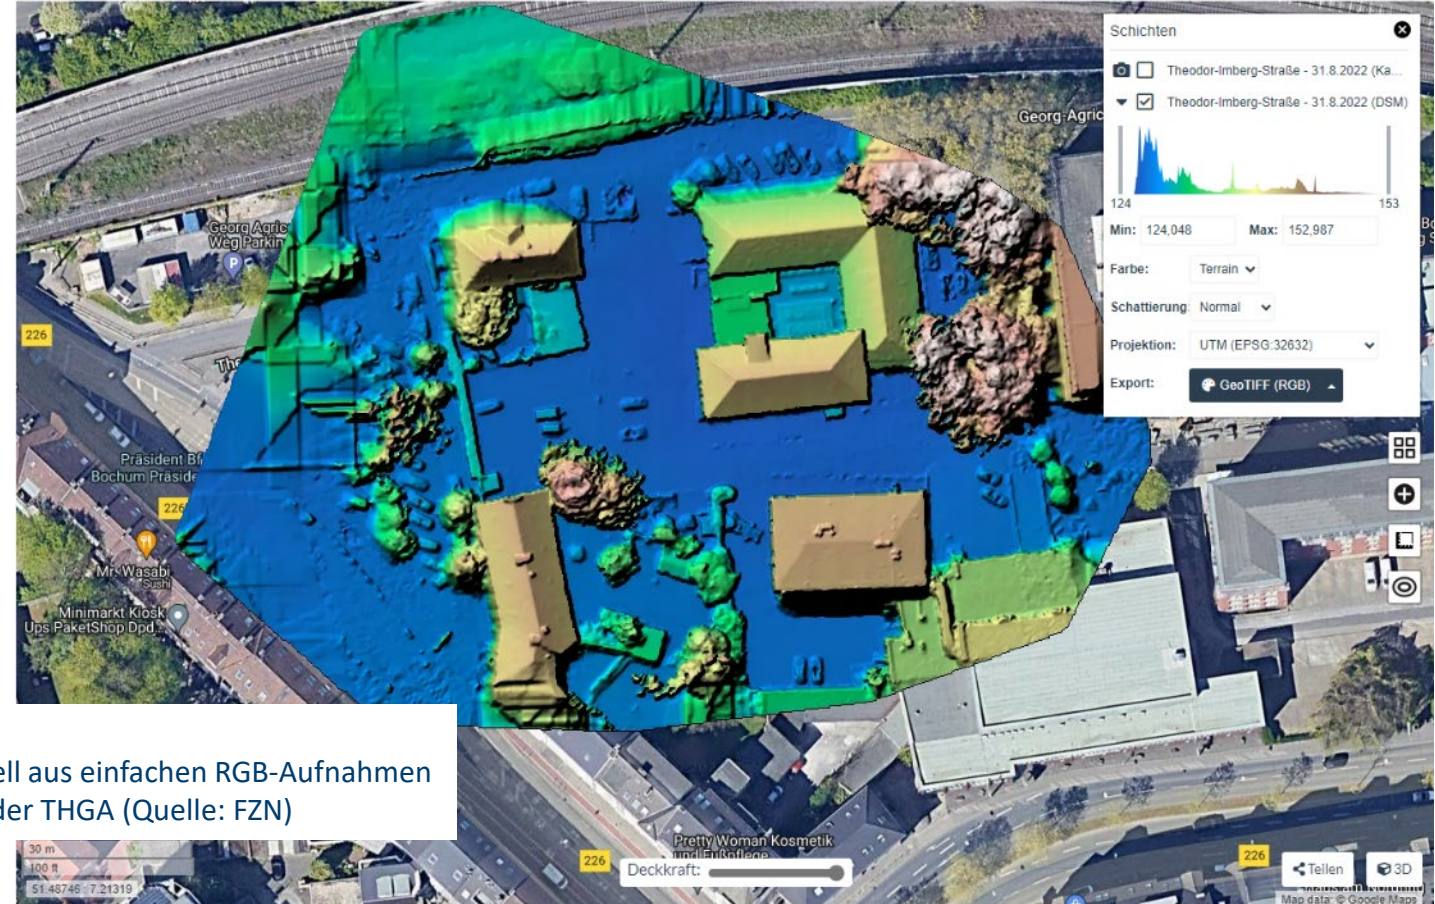 Schichten
Theodor-Imberg-Straße - 31.8.2022 (Ka...
Theodor-Imberg-Straße - 31.8.2022 (DSM)
124 153
Min: 124,048 Max: 152,987
Farbe: Terrain
Schattierung: Normal
Projektion: UTM (EPSG:32632)
Export: GeoTIFF (RGB)
Georg-Agric
Georg Agric
Weg Parkin
P
226
The
Präsident Bf
Bochum Präside
226
Mr. Wasabi
Sushi
Minimarkt Kiosk
Ups PaketShop Dpd...
ell aus einfachen RGB-Aufnahmen
der THGA (Quelle: FZN)
Pretty Woman Kosmetik
und Fußpflege
226
226
Deckkraft:
30 m
100 ft
51.48746 : 7.21319
Teilen
3D
Map data: © Google Maps